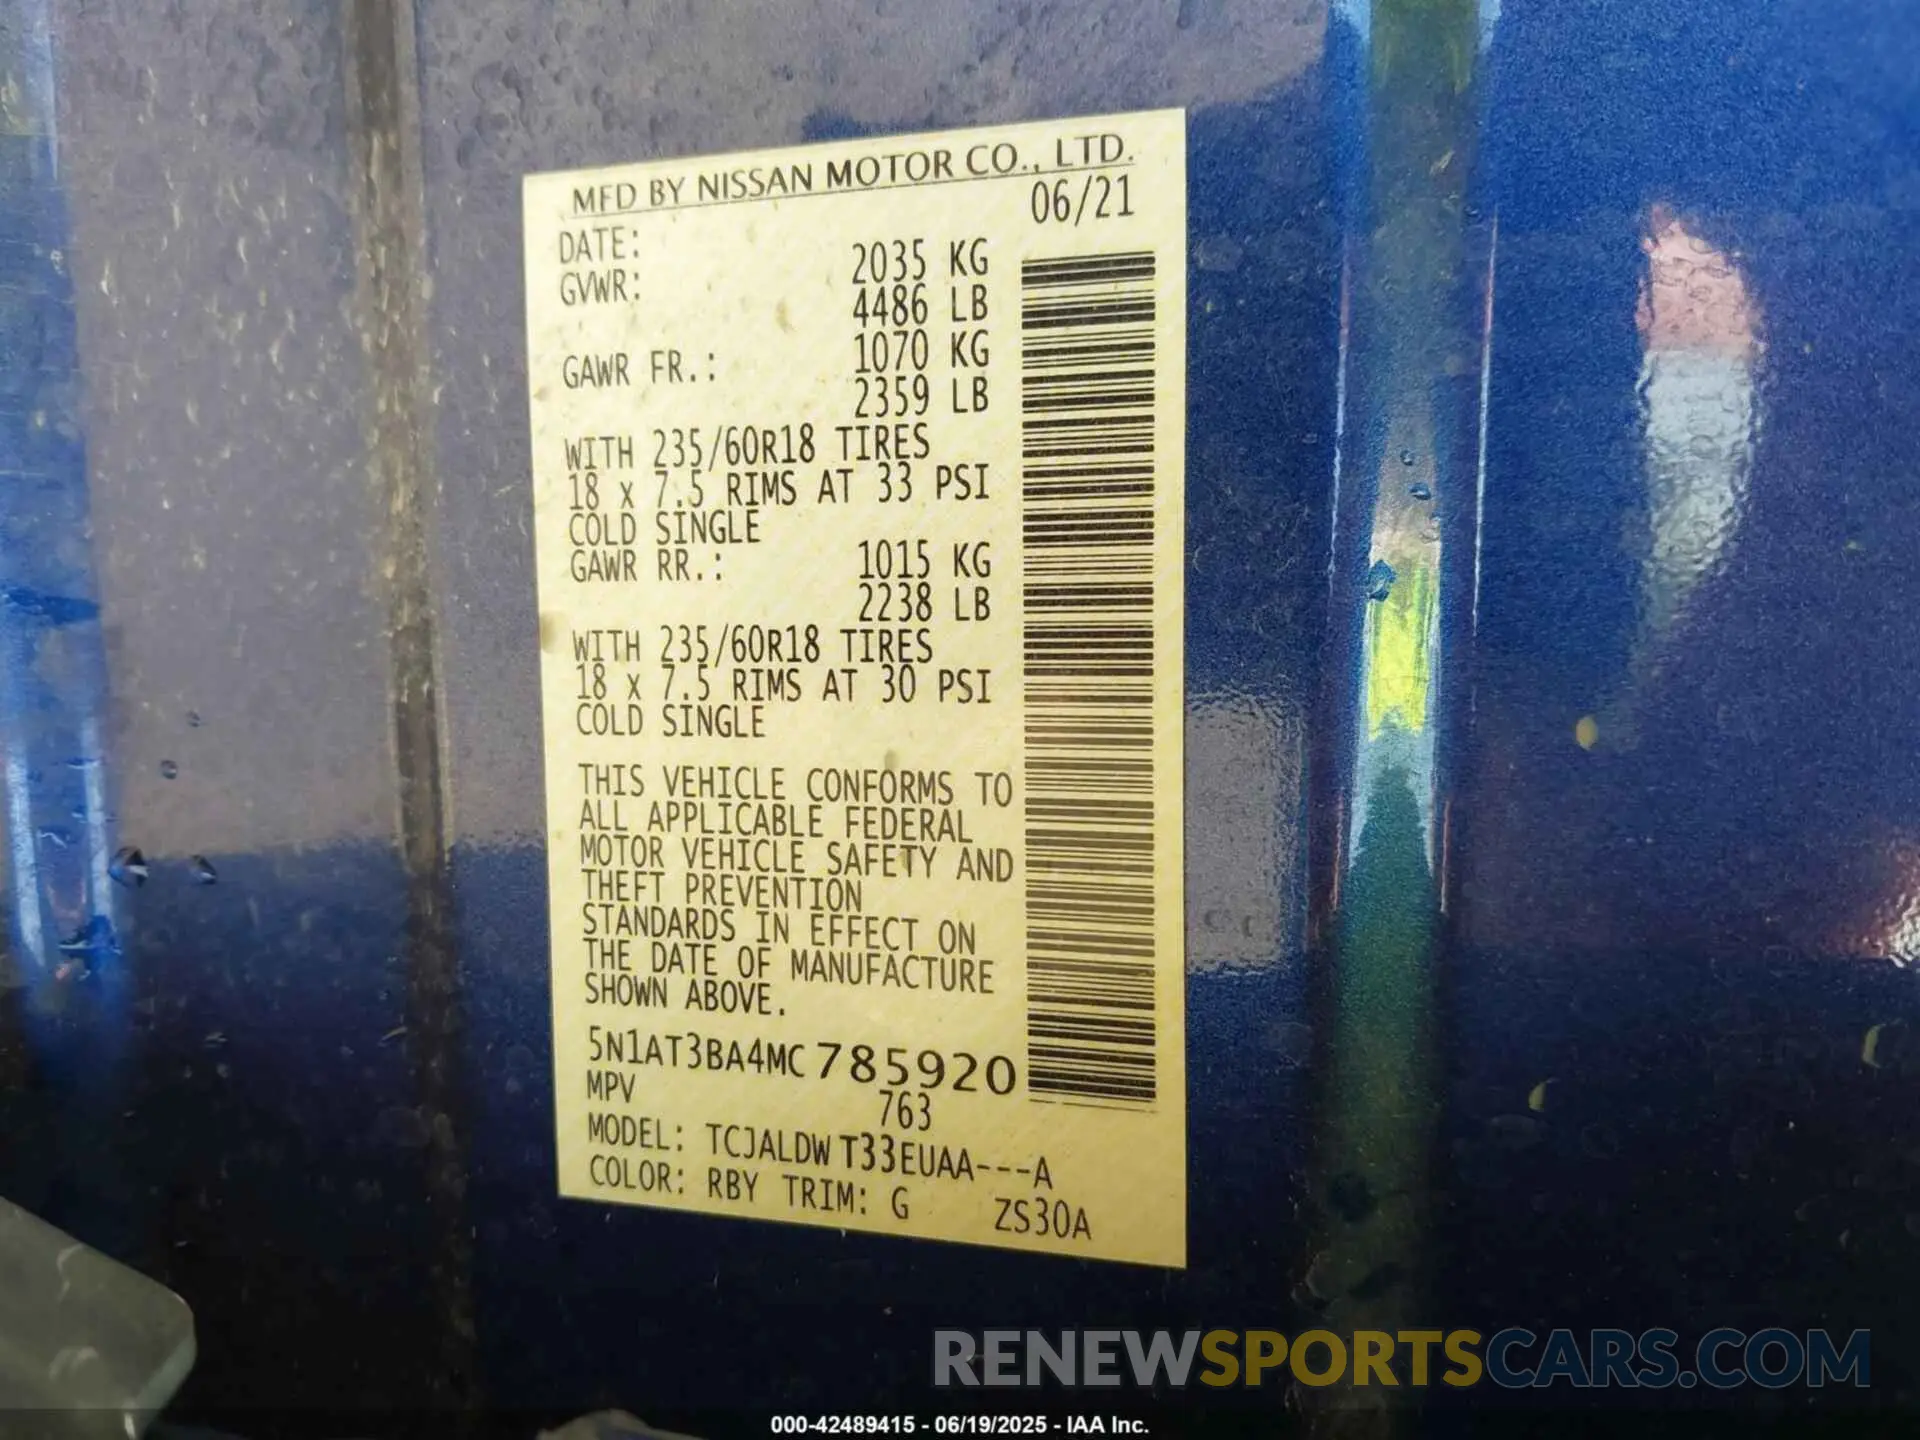 MFD BY NISSAN MOTOR CO., LTD.
DATE: 06/21
GVWR: 2035 KG
4486 LB
GAWR FR.: 1070 KG
2359 LB
WITH 235/60R18 TIRES
18 x 7.5 RIMS AT 33 PSI
COLD SINGLE
GAWR RR.: 1015 KG
2238 LB
WITH 235/60R18 TIRES
18 x 7.5 RIMS AT 30 PSI
COLD SINGLE
THIS VEHICLE CONFORMS TO
ALL APPLICABLE FEDERAL
MOTOR VEHICLE SAFETY AND
THEFT PREVENTION
STANDARDS IN EFFECT ON
THE DATE OF MANUFACTURE
SHOWN ABOVE.
5N1AT3BA4MC785920
MPV 763
MODEL: TCJALDW T33EUAA---A
COLOR: RBY TRIM: G ZS30A
RENEWSPORTSCARS.COM
000-42489415 - 06/19/2025 - IAA Inc.